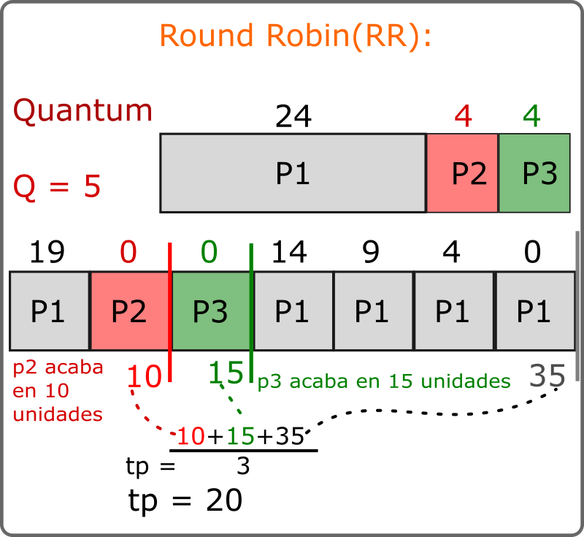 Round Robin(RR):
Quantum
24 4 4
Q = 5
P1 P2 P3
19 0 0 14 9 4 0
P1 P2 P3 P1 P1 P1 P1
p2 acaba
en 10
unidades
10 15 p3 acaba en 15 unidades 35
10+15+35
tp = 3
tp = 20